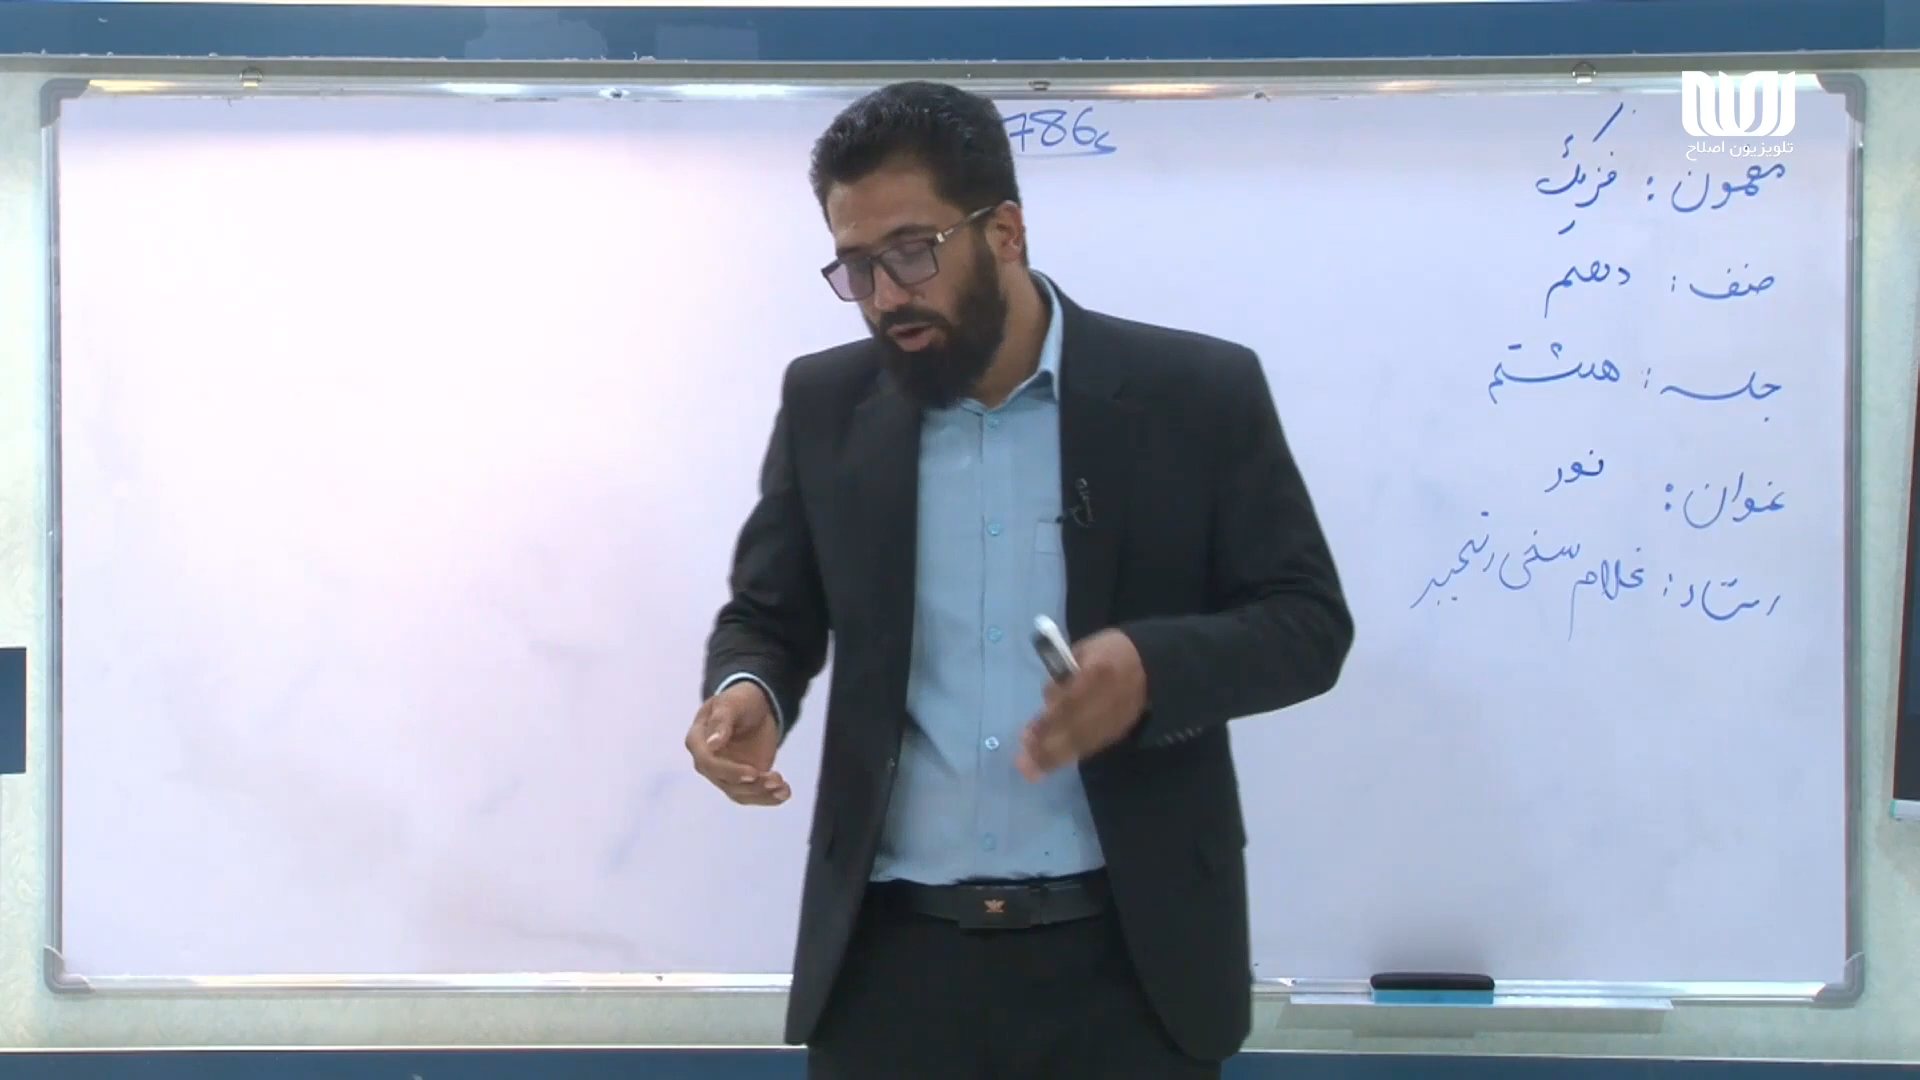 786
تلویزیون اصلاح
مضمون: فزیک
صنف: دهم
جلسه: هشتم
عنوان: نور
استاد: غلام سخی رنجبر